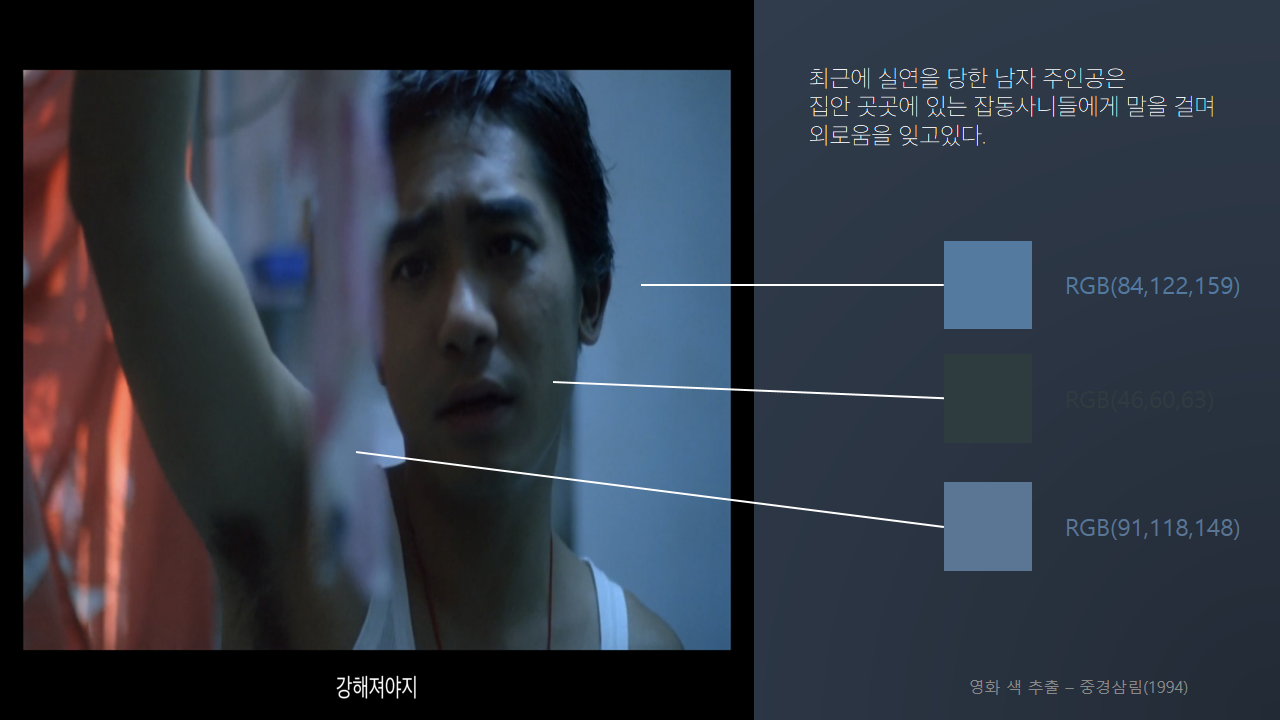 최근에 실연을 당한 남자 주인공은
집안 곳곳에 있는 잡동사니들에게 말을 걸며
외로움을 잊고있다.
RGB(84,122,159)
RGB(46,60,63)
RGB(91,118,148)
강해져야지
영화 색 추출 – 중경삼림(1994)